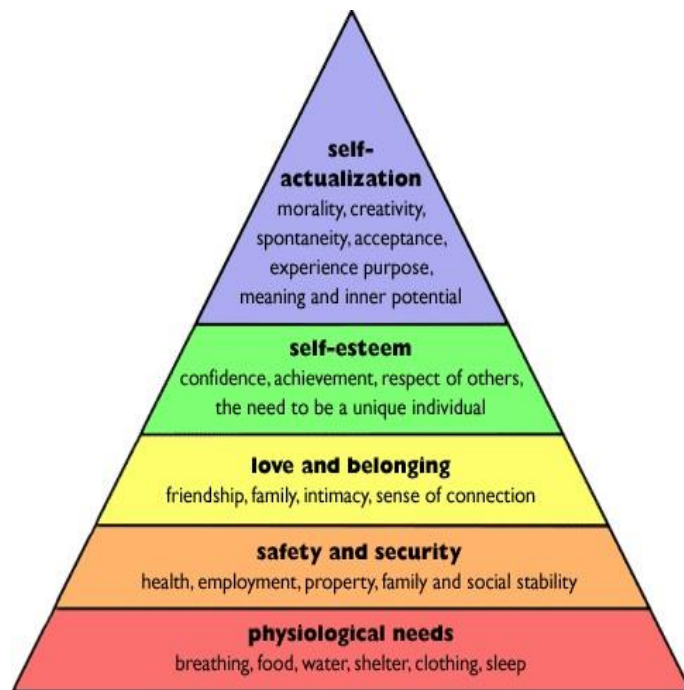 self-
actualization
morality, creativity,
spontaneity, acceptance,
experience purpose,
meaning and inner potential
self-esteem
confidence, achievement, respect of others,
the need to be a unique individual
love and belonging
friendship, family, intimacy, sense of connection
safety and security
health, employment, property, family and social stability
physiological needs
breathing, food, water, shelter, clothing, sleep